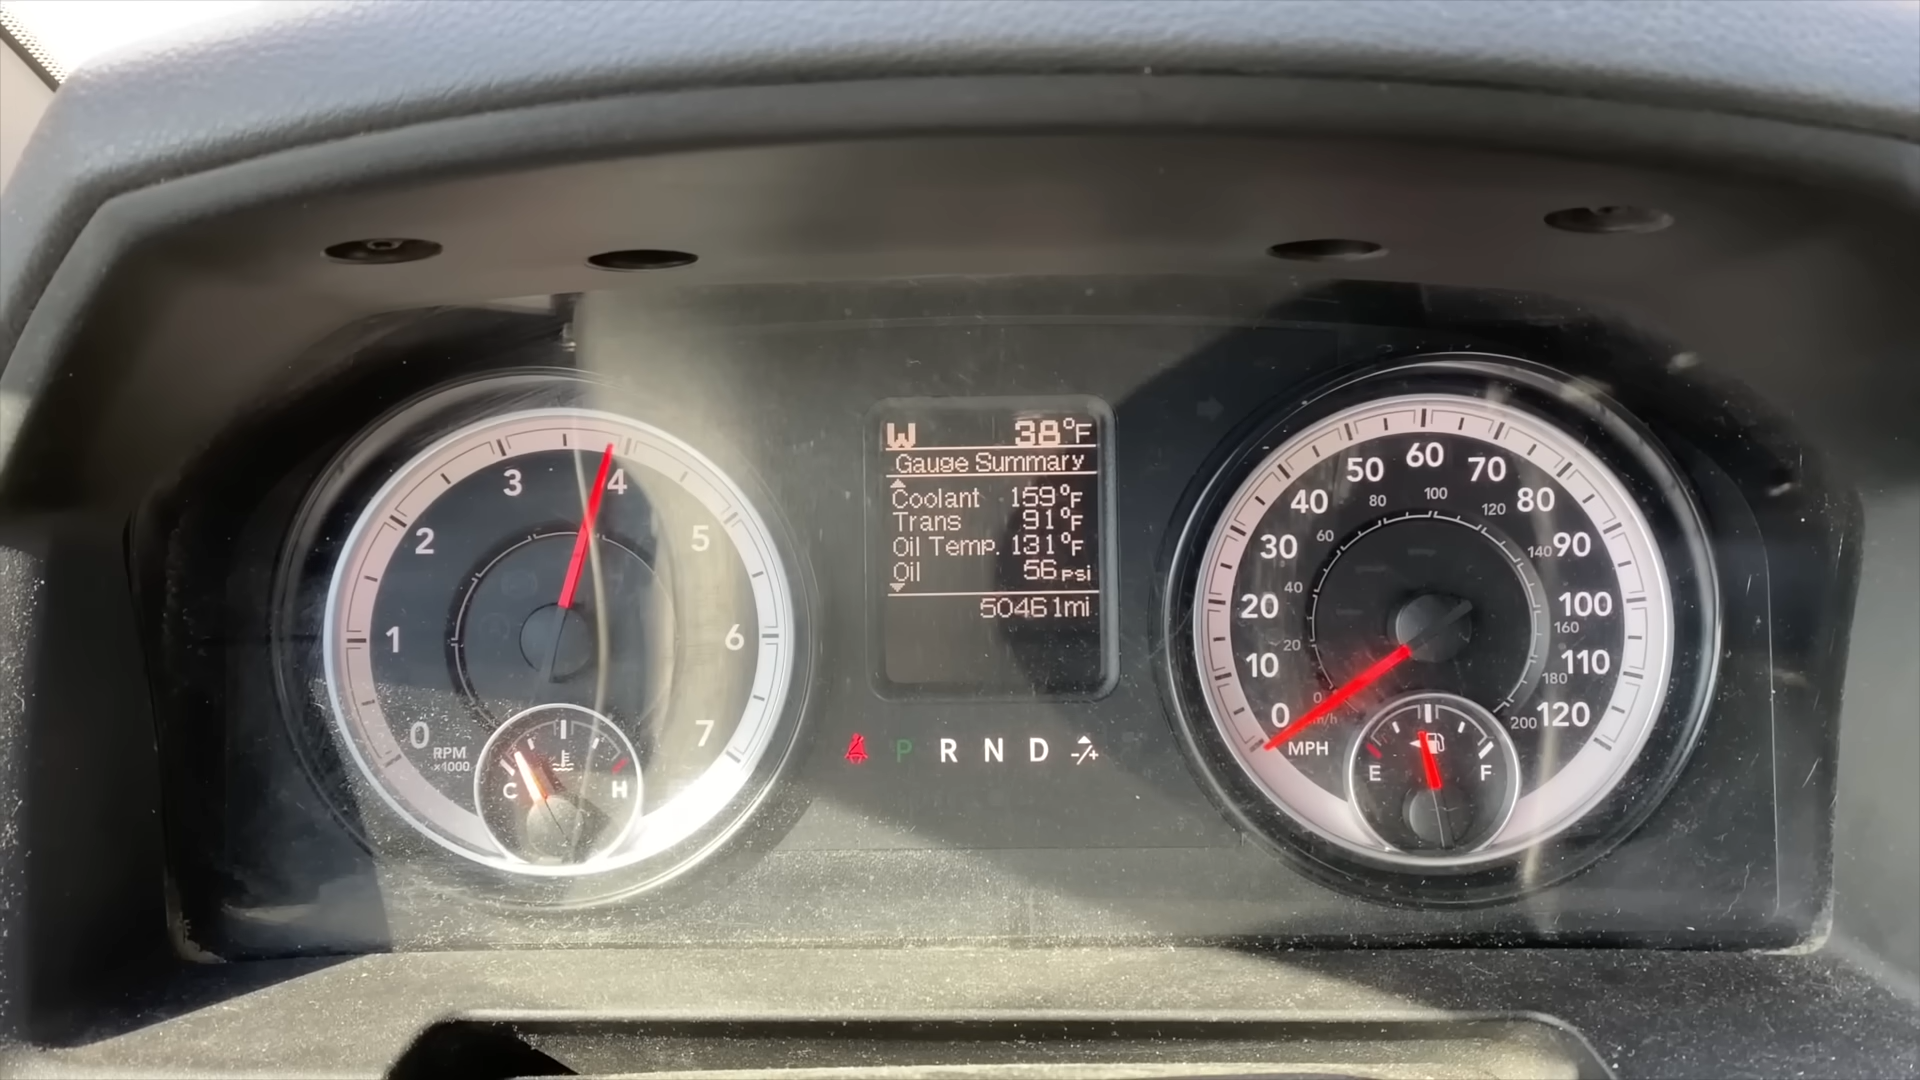 W 38°F
Gauge Summary
Coolant 159°F
Trans 91°F
Oil Temp. 131°F
Oil 56 psi
50461mi
0 1 2 3 4 5 6 7
RPM
x1000
C H
P R N D -/+
0 10 20 30 40 50 60 70 80 90 100 110 120
MPH
0 20 40 60 80 100 120 140 160 180 200
km/h
E F